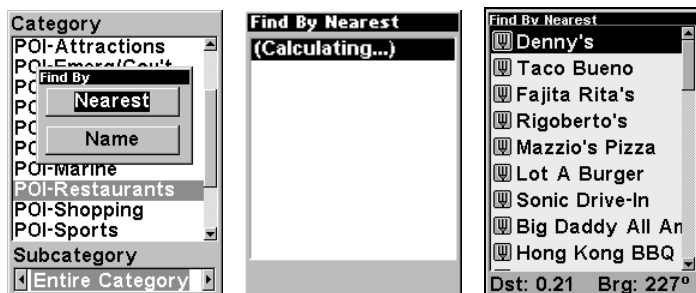 Category
POI-Attractions
Find By
Nearest
Name
POI-Marine
POI-Restaurants
POI-Shopping
POI-Sports
Subcategory
Entire Category
Find By Nearest
(Calculating...)
Find By Nearest
Denny's
Taco Bueno
Fajita Rita's
Rigoberto's
Mazzio's Pizza
Lot A Burger
Sonic Drive-In
Big Daddy All Am
Hong Kong BBQ
Dst: 0.21 Brg: 227°